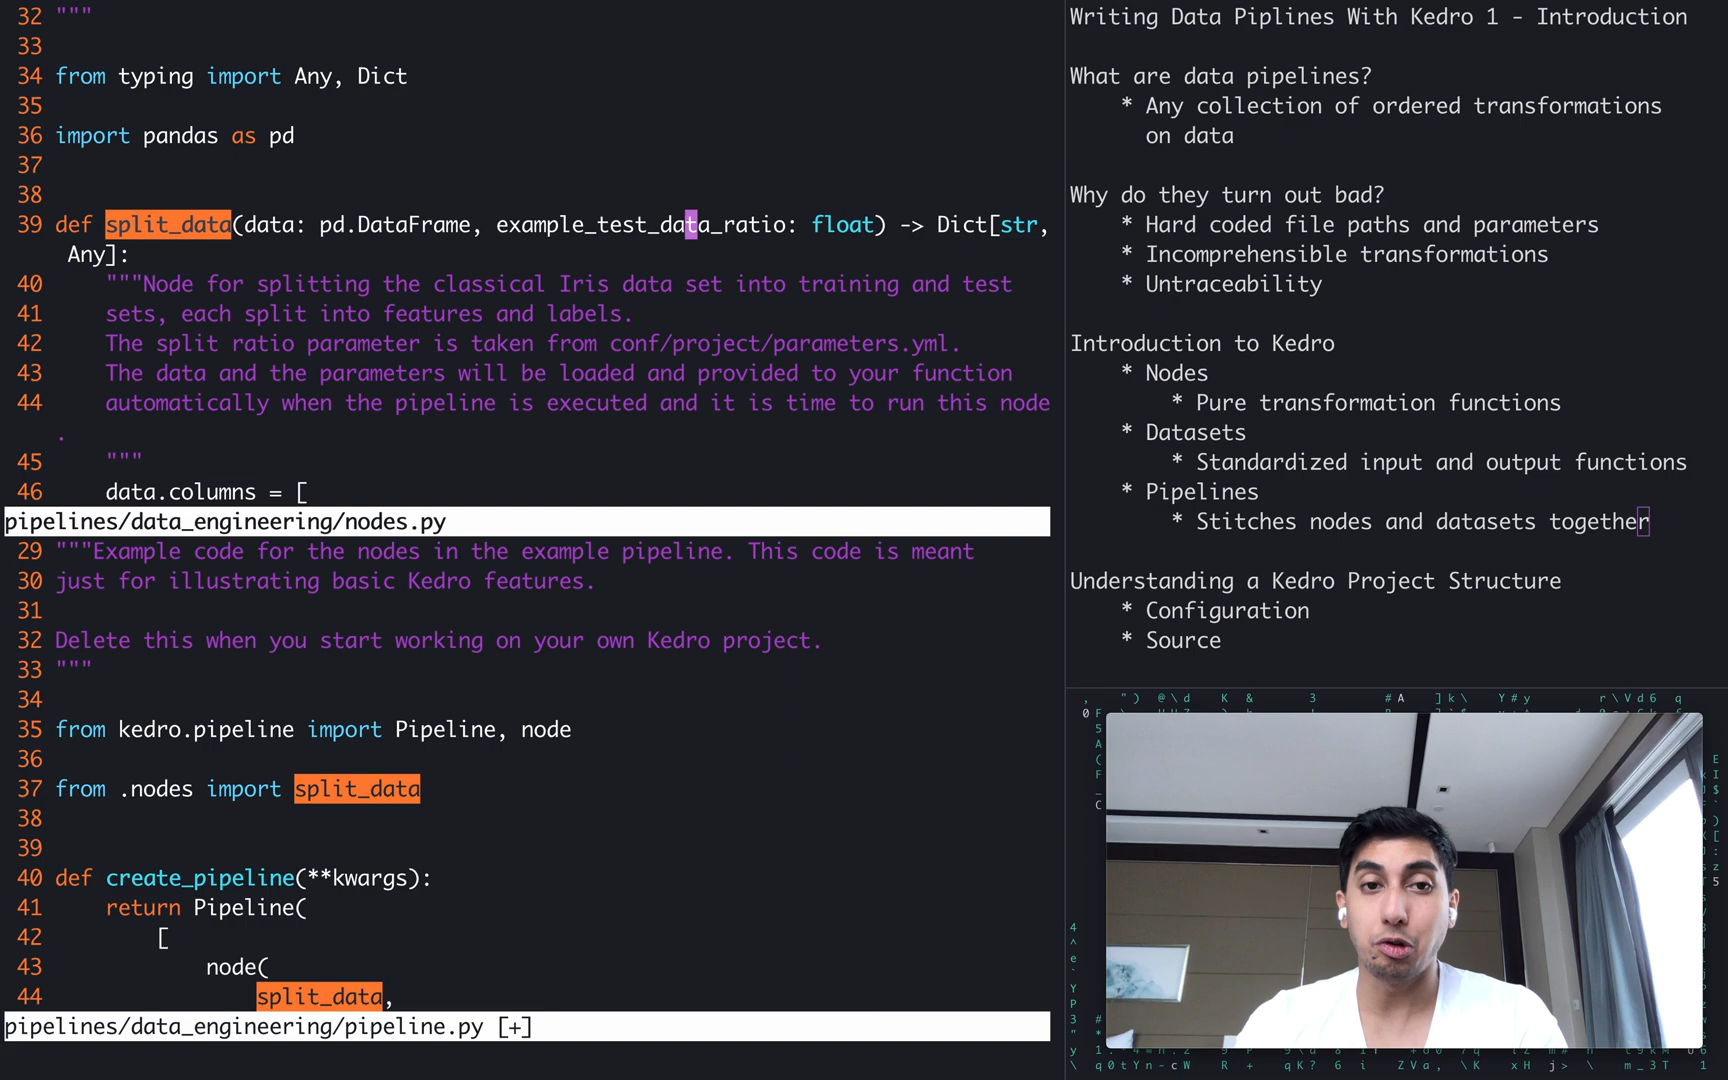 32 """
33
34 from typing import Any, Dict
35
36 import pandas as pd
37
38
39 def split_data(data: pd.DataFrame, example_test_data_ratio: float) -> Dict[str,
Any]:
40 """Node for splitting the classical Iris data set into training and test
41 sets, each split into features and labels.
42 The split ratio parameter is taken from conf/project/parameters.yml.
43 The data and the parameters will be loaded and provided to your function
44 automatically when the pipeline is executed and it is time to run this node
.
45 """
46 data.columns = [
pipelines/data_engineering/nodes.py
29 """Example code for the nodes in the example pipeline. This code is meant
30 just for illustrating basic Kedro features.
31
32 Delete this when you start working on your own Kedro project.
33 """
34
35 from kedro.pipeline import Pipeline, node
36
37 from .nodes import split_data
38
39
40 def create_pipeline(**kwargs):
41 return Pipeline(
42 [
43 node(
44 split_data,
pipelines/data_engineering/pipeline.py [+]
Writing Data Piplines With Kedro 1 - Introduction
What are data pipelines?
* Any collection of ordered transformations
on data
Why do they turn out bad?
* Hard coded file paths and parameters
* Incomprehensible transformations
* Untraceability
Introduction to Kedro
* Nodes
* Pure transformation functions
* Datasets
* Standardized input and output functions
* Pipelines
* Stitches nodes and datasets together
Understanding a Kedro Project Structure
* Configuration
* Source